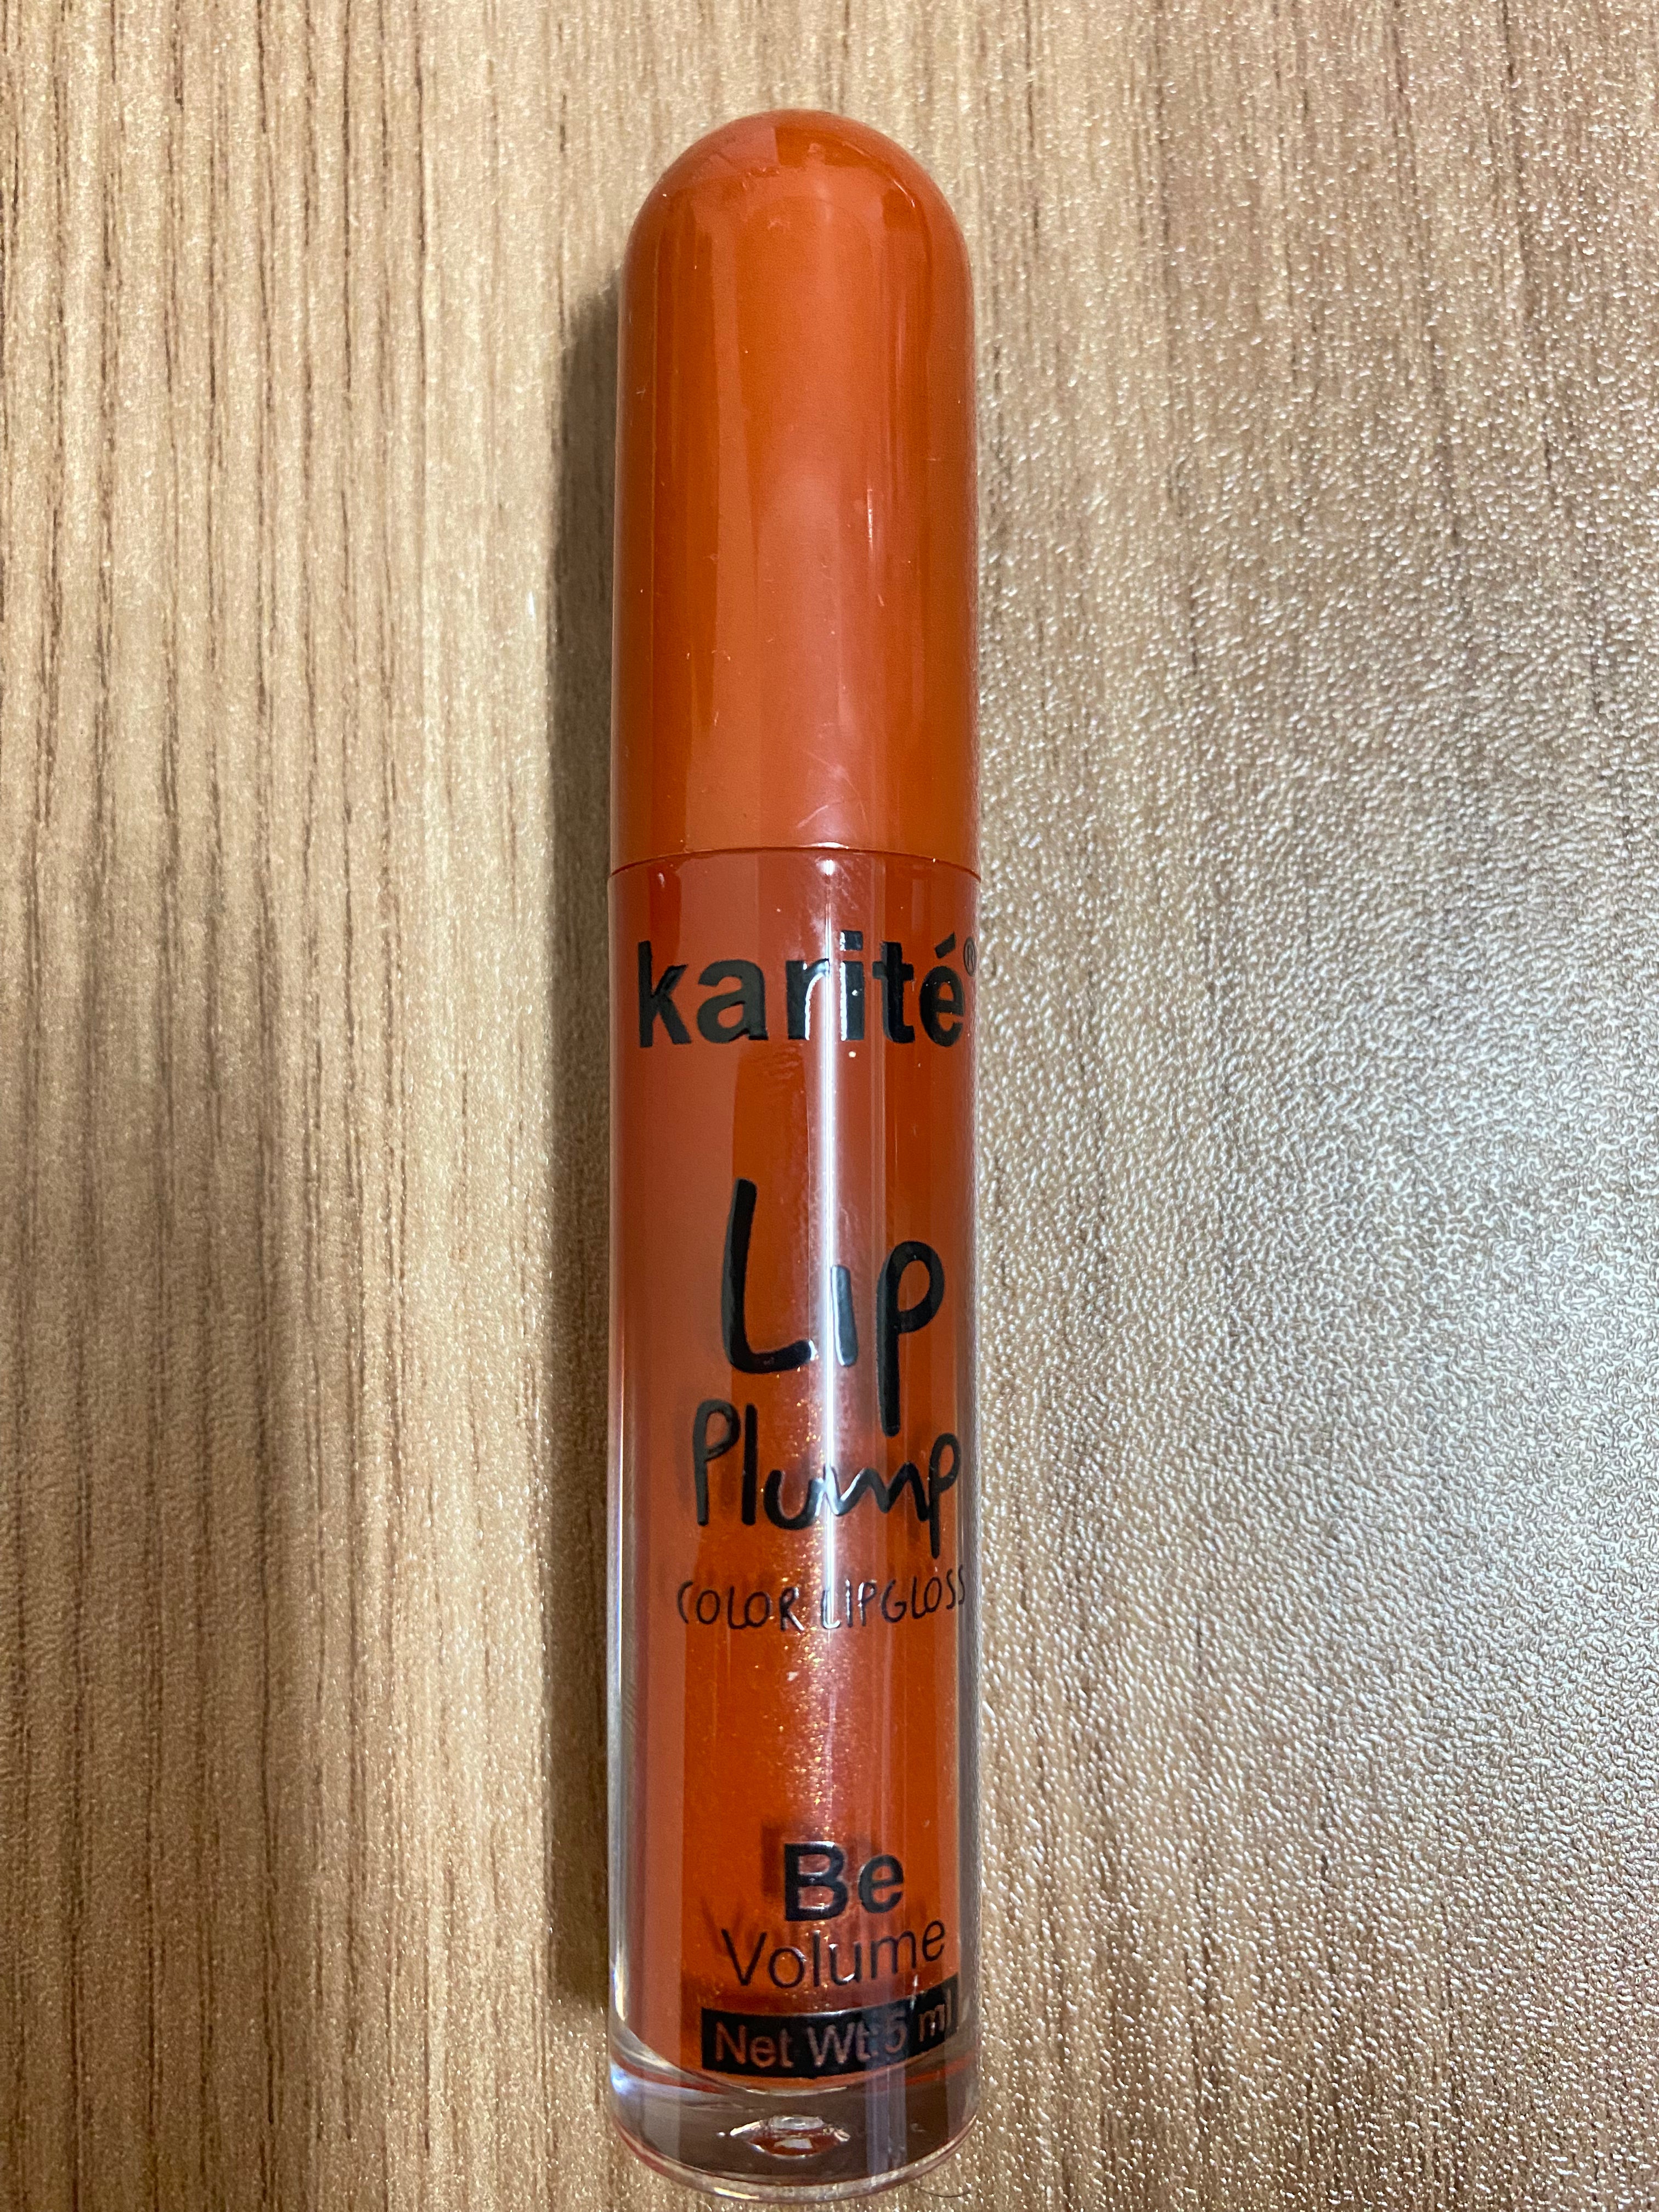 karité®
Lip
Plump
COLOR LIPGLOSS
Be
Volume
Net Wt 5 ml